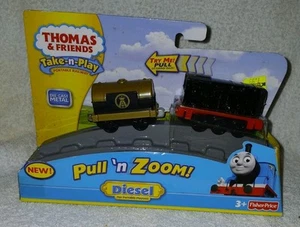 THOMAS
& FRIENDS
Take-n-Play
DIE-CAST
METAL
TRY ME!
PULL
NEW!
Pull 'n Zoom!
Diesel
3+
Fisher-Price